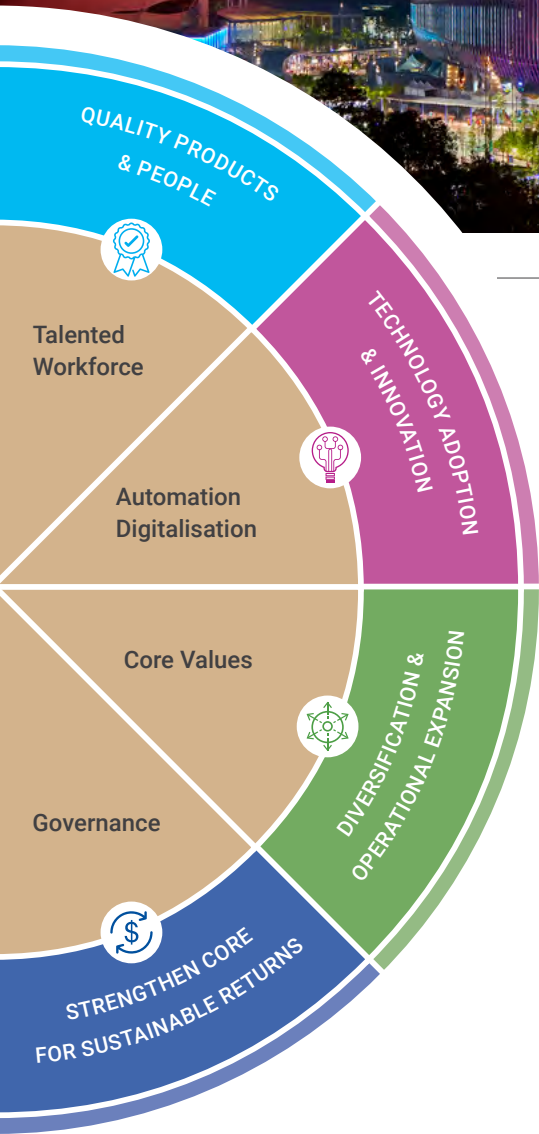 QUALITY PRODUCTS
& PEOPLE
Talented
Workforce
TECHNOLOGY ADOPTION
& INNOVATION
Automation
Digitalisation
Core Values
DIVERSIFICATION &
OPERATIONAL EXPANSION
Governance
$
STRENGTHEN CORE
FOR SUSTAINABLE RETURNS